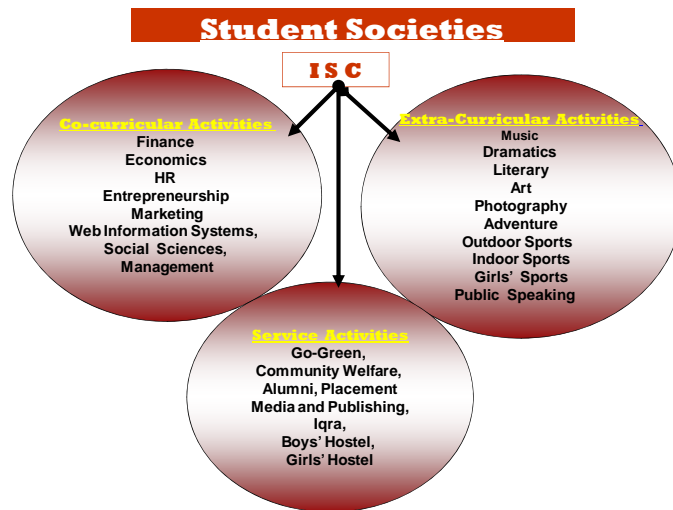 Student Societies
I S C
Co-curricular Activities
Finance
Economics
HR
Entrepreneurship
Marketing
Web Information Systems,
Social Sciences,
Management
Extra-Curricular Activities
Music
Dramatics
Literary
Art
Photography
Adventure
Outdoor Sports
Indoor Sports
Girls' Sports
Public Speaking
Service Activities
Go-Green,
Community Welfare,
Alumni, Placement
Media and Publishing,
Iqra,
Boys' Hostel,
Girls' Hostel